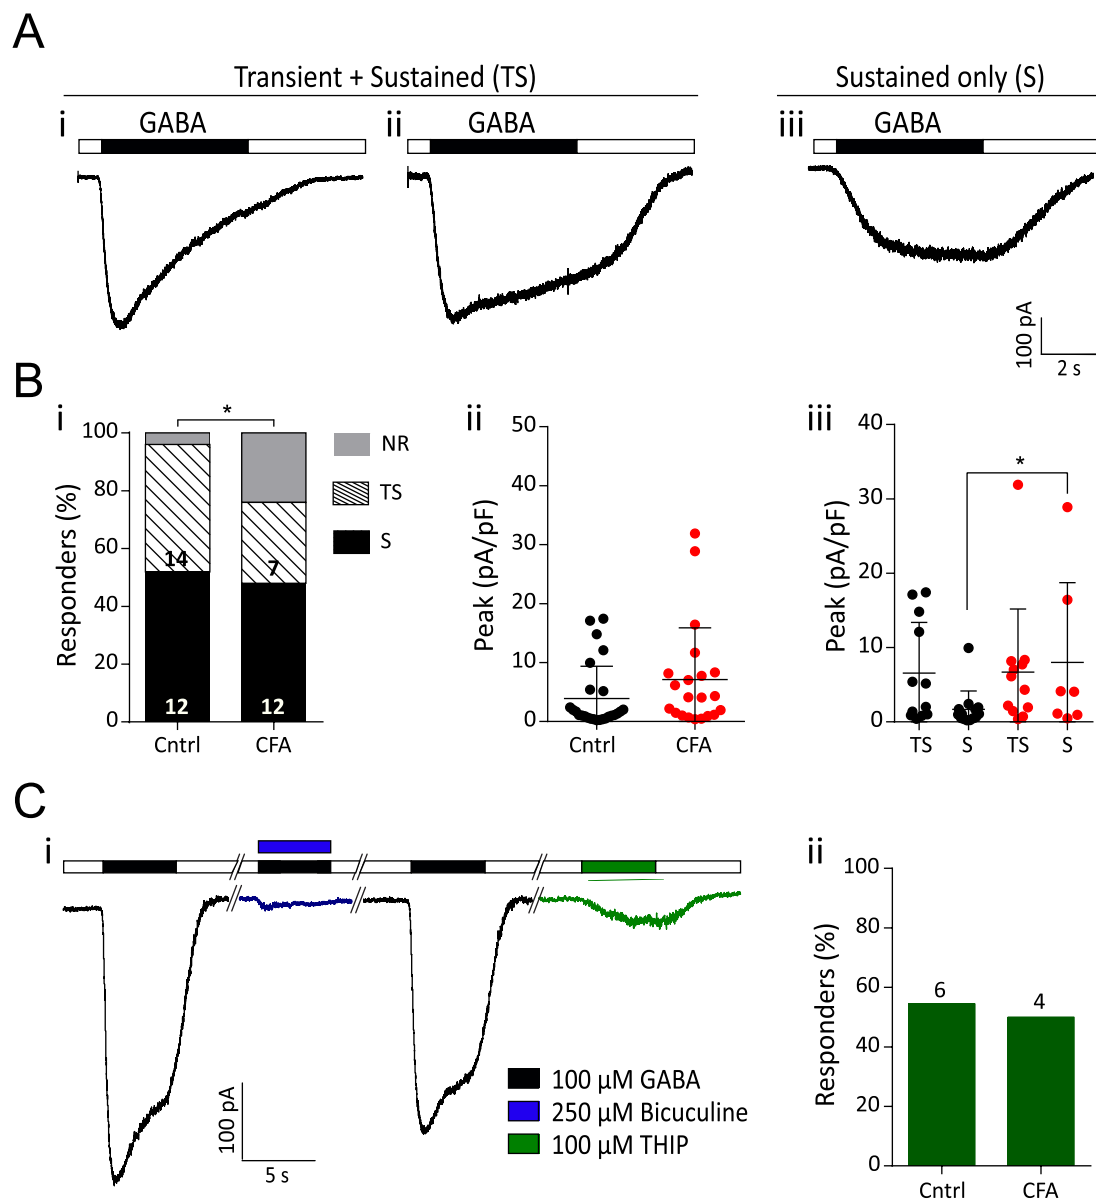 A
Transient + Sustained (TS)
Sustained only (S)
i
GABA
ii
GABA
iii
GABA
100 pA
2 s
B
i
*
Responders (%)
100
80
60
40
20
0
14
7
12
12
Cntrl
CFA
NR
TS
S
ii
Peak (pA/pF)
50
40
30
20
10
0
Cntrl
CFA
iii
Peak (pA/pF)
40
30
20
10
0
*
TS
S
TS
S
C
i
100 pA
5 s
100 µM GABA
250 µM Bicuculine
100 µM THIP
ii
Responders (%)
100
80
60
40
20
0
6
4
Cntrl
CFA